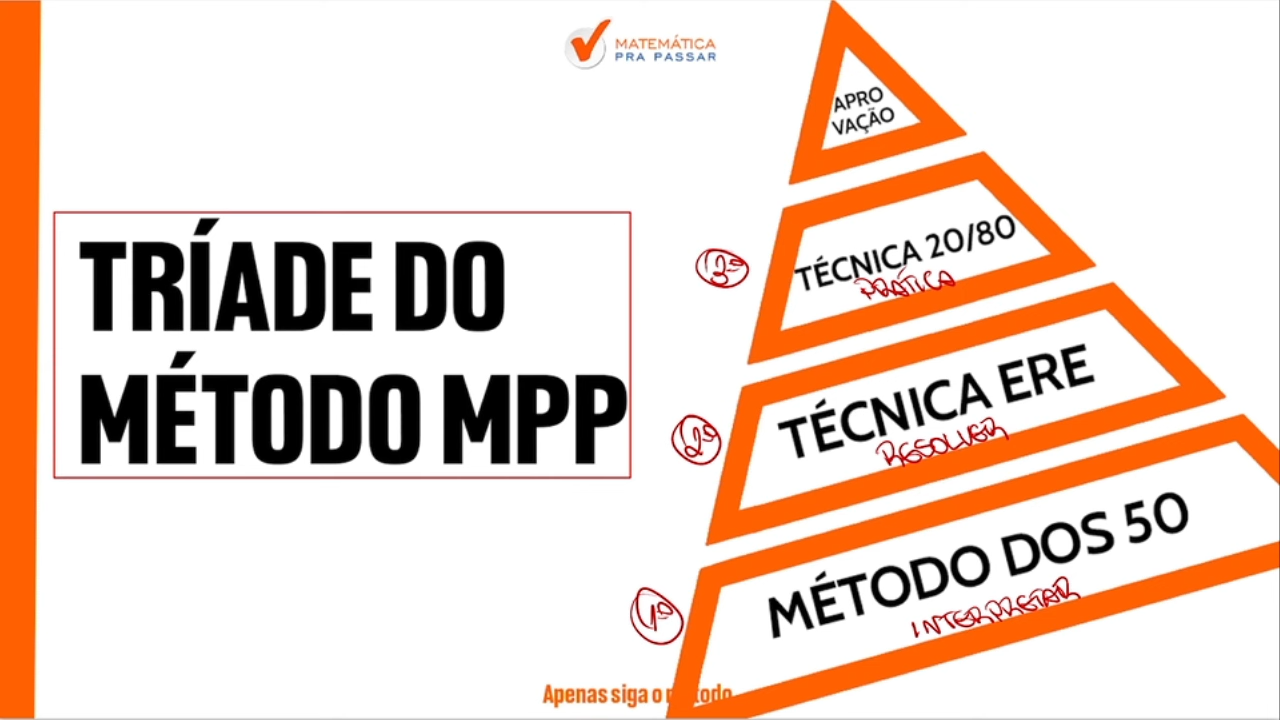 MATEMÁTICA
PRA PASSAR
APRO
VAÇÃO
TRÍADE DO
MÉTODO MPP
3º
TÉCNICA 20/80
PRÁTICA
2º
TÉCNICA ERE
RESOLVER
1º
MÉTODO DOS 50
INTERPRETAR
Apenas siga o método